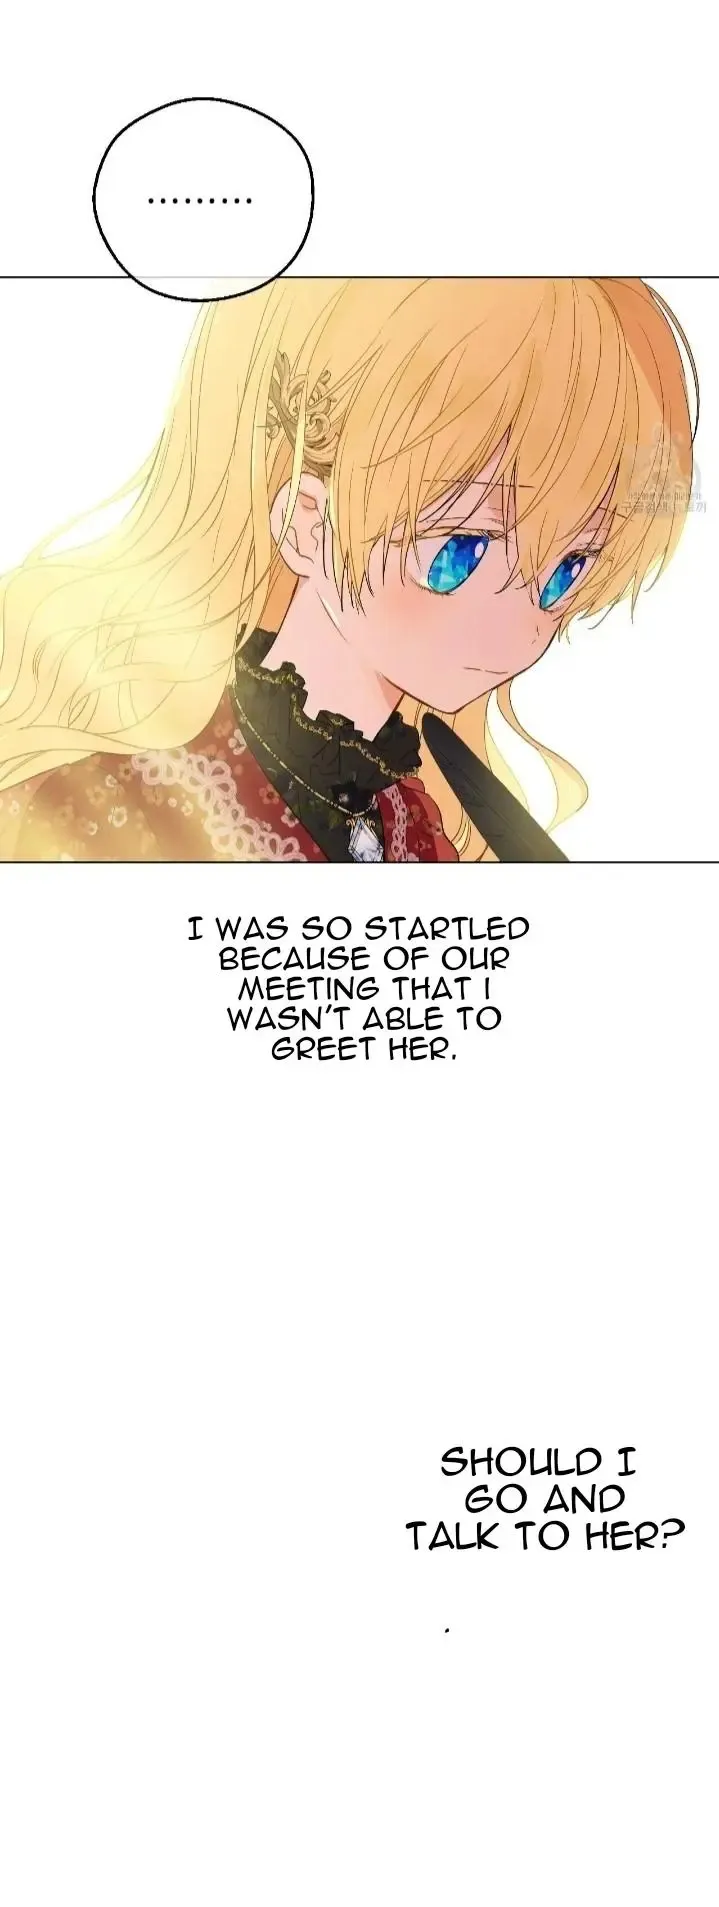 .........
I WAS SO STARTLED
BECAUSE OF OUR
MEETING THAT I
WASN'T ABLE TO
GREET HER.
SHOULD I
GO AND
TALK TO HER?